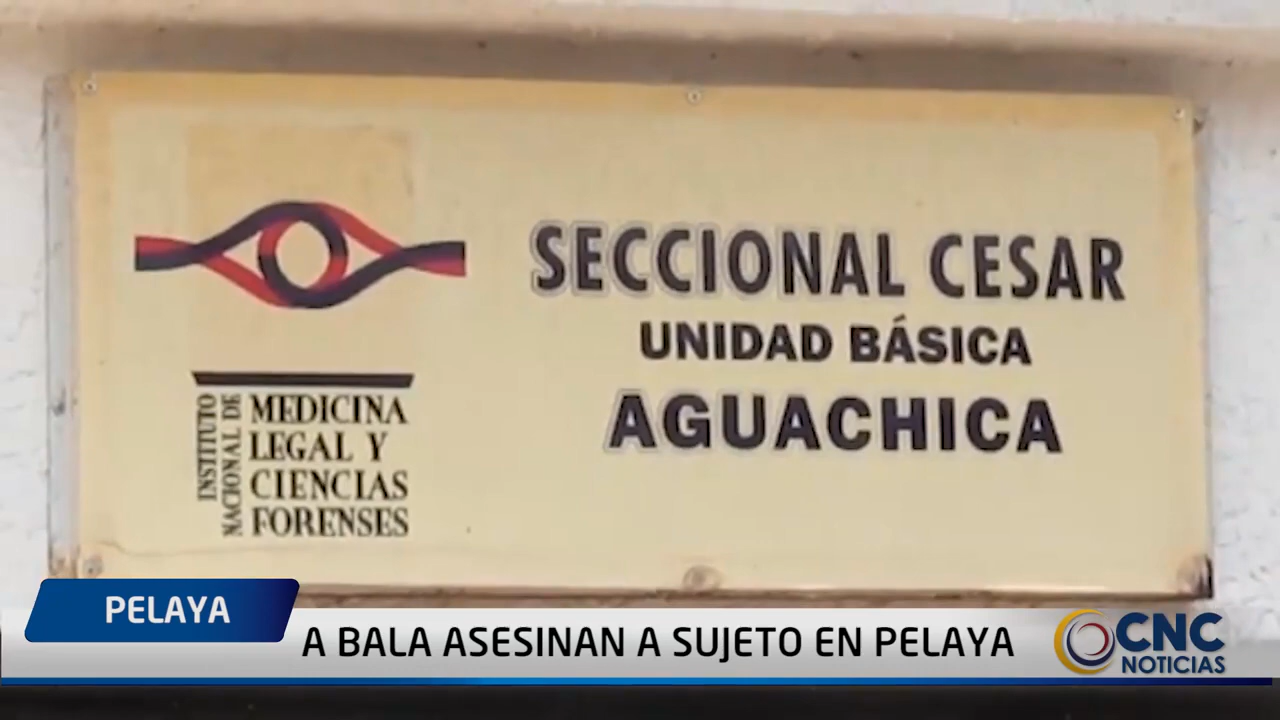 SECCIONAL CESAR
UNIDAD BÁSICA
AGUACHICA
INSTITUTO
NACIONAL DE
MEDICINA
LEGAL Y
CIENCIAS
FORENSES
PELAYA
A BALA ASESINAN A SUJETO EN PELAYA
CNC
NOTICIAS